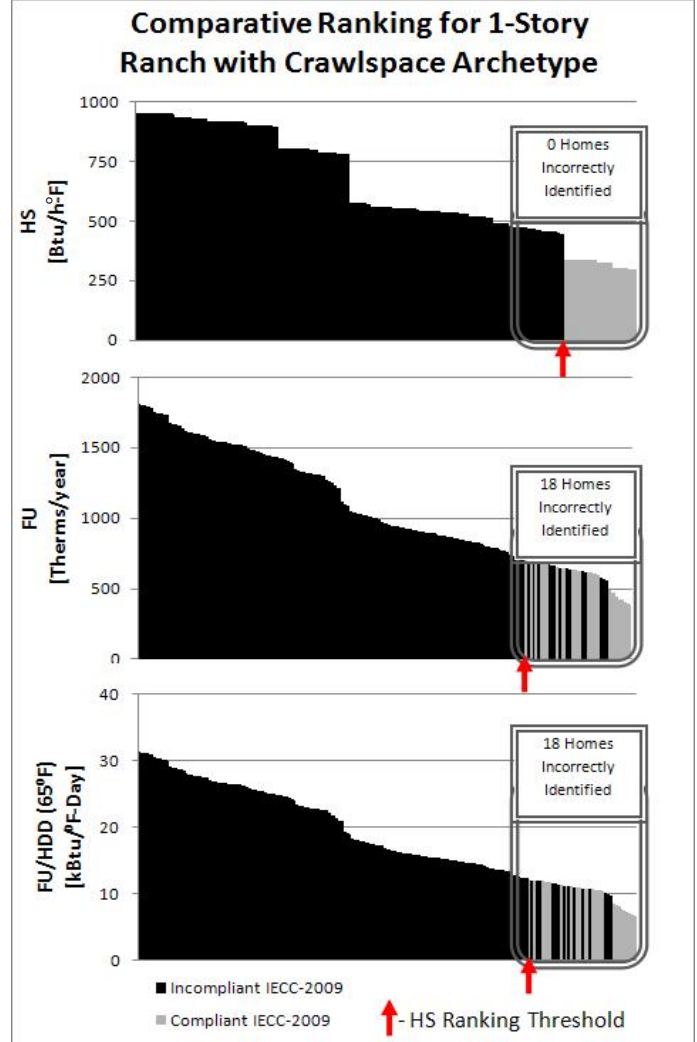 Comparative Ranking for 1-Story
Ranch with Crawlspace Archetype
1000
750
500
250
0
HS
[Btu/h°F]
0 Homes
Incorrectly
Identified
2000
1500
1000
500
0
FU
[Therms/year]
18 Homes
Incorrectly
Identified
40
30
20
10
0
FU/HDD (65°F)
[kBtu/°F-Day]
18 Homes
Incorrectly
Identified
Incompliant IECC-2009
Compliant IECC-2009
- HS Ranking Threshold